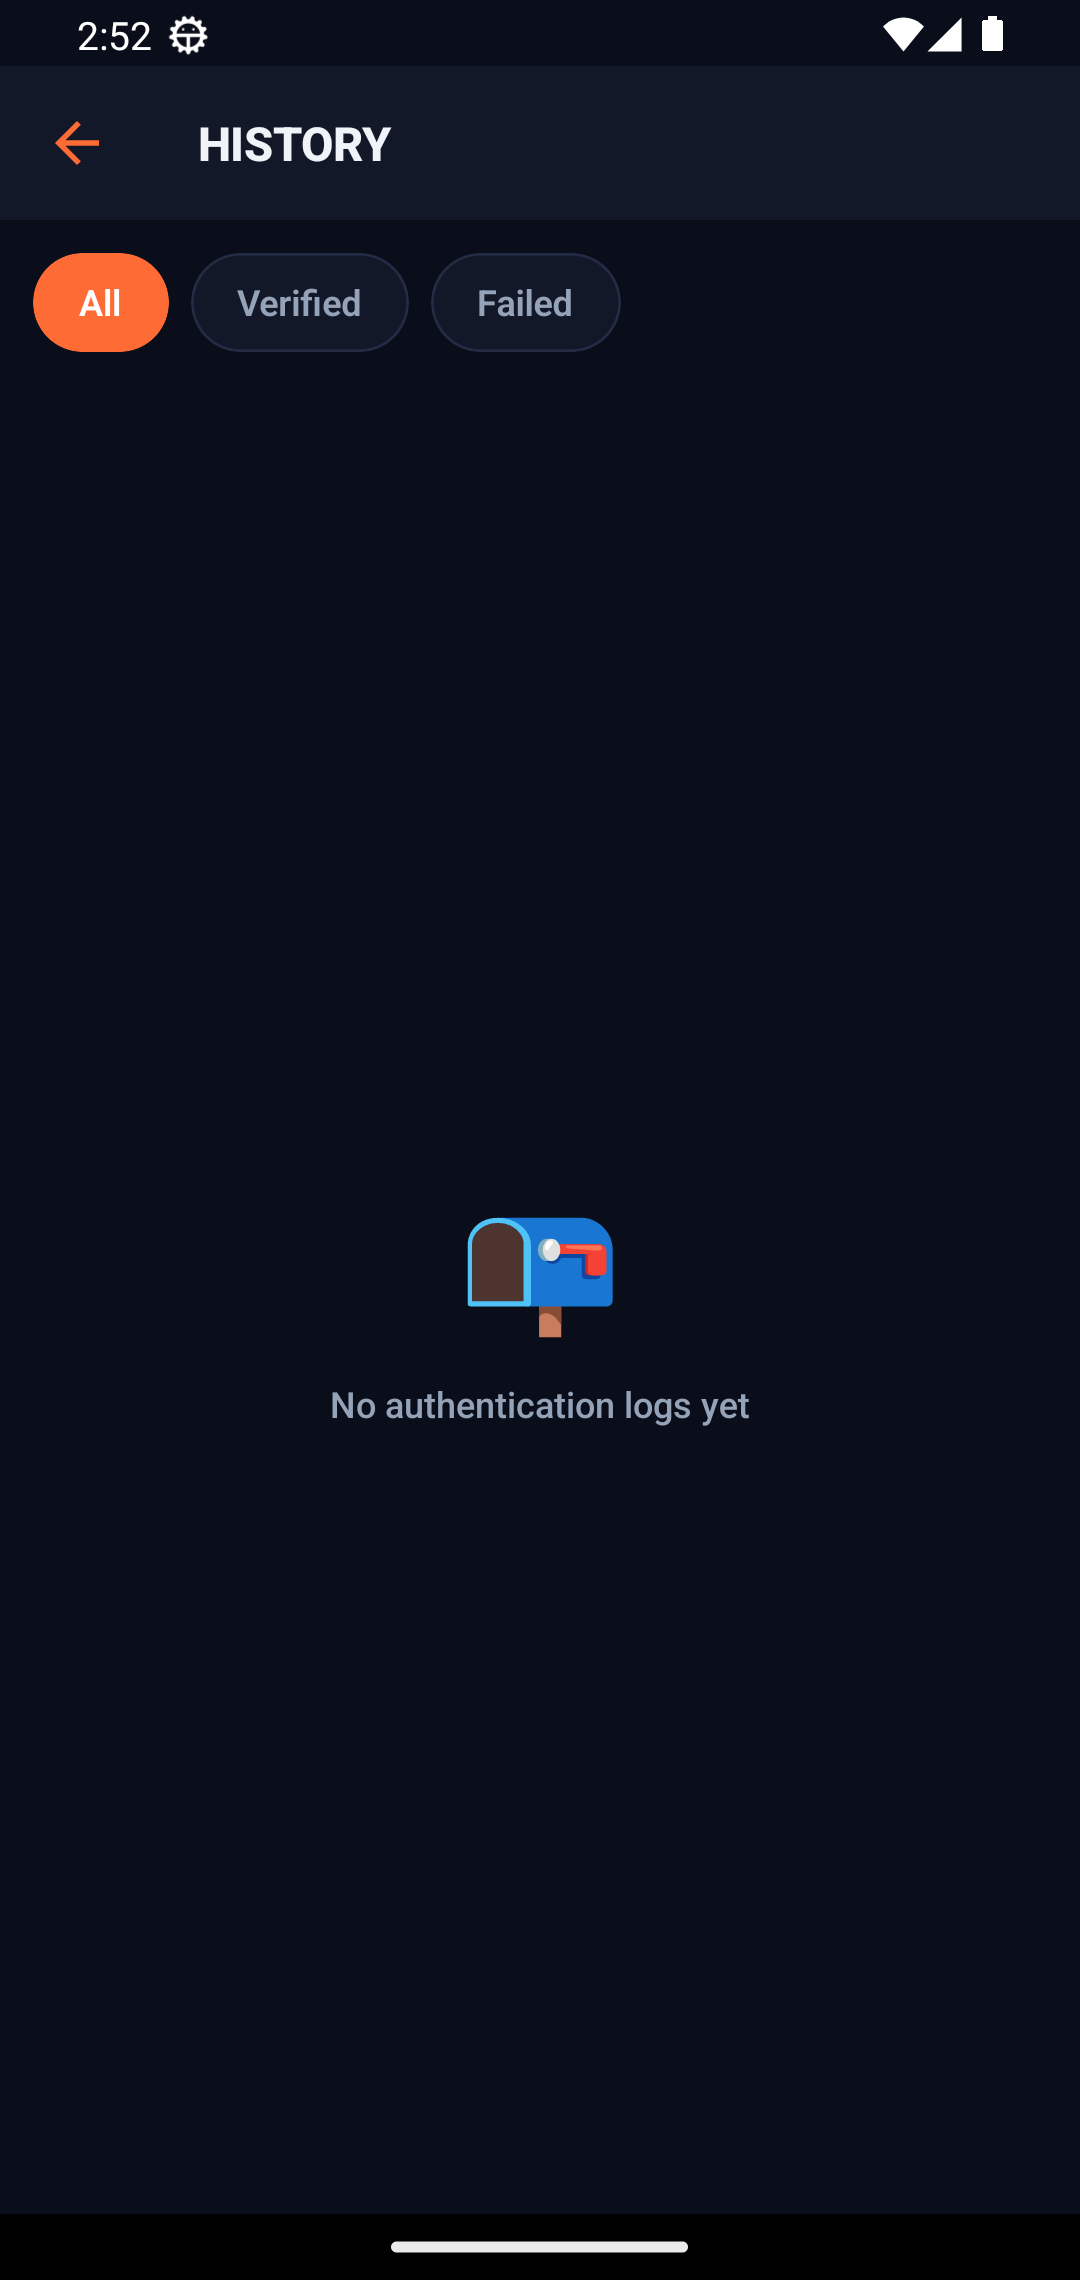 2:52
HISTORY
All
Verified
Failed
No authentication logs yet